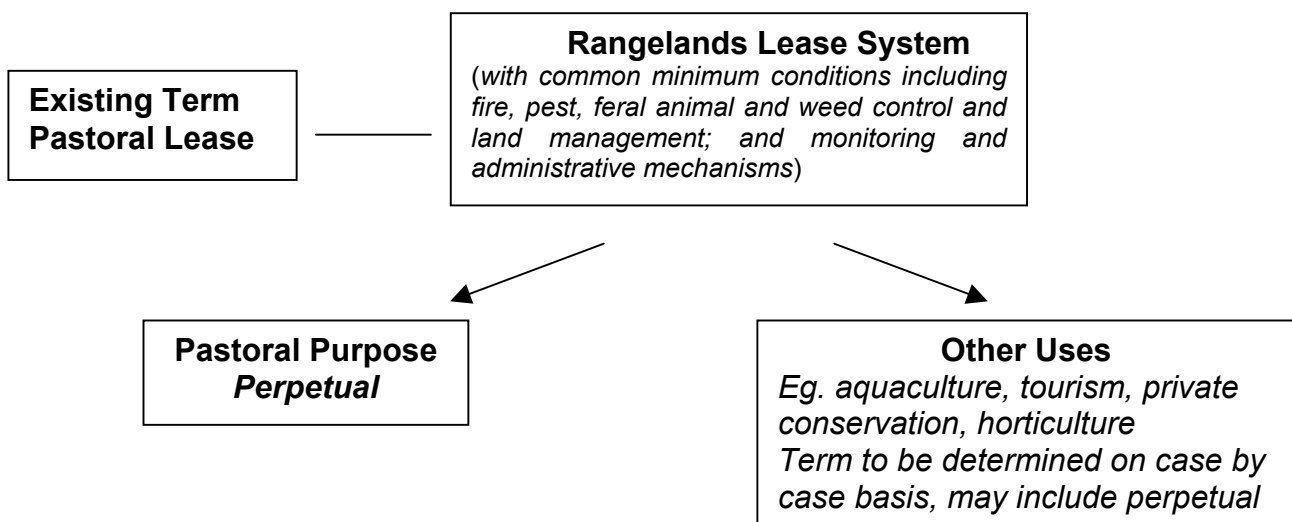 Rangelands Lease System
(with common minimum conditions including
fire, pest, feral animal and weed control and
land management; and monitoring and
administrative mechanisms)
Existing Term
Pastoral Lease
Pastoral Purpose
Perpetual
Other Uses
Eg. aquaculture, tourism, private
conservation, horticulture
Term to be determined on case by
case basis, may include perpetual